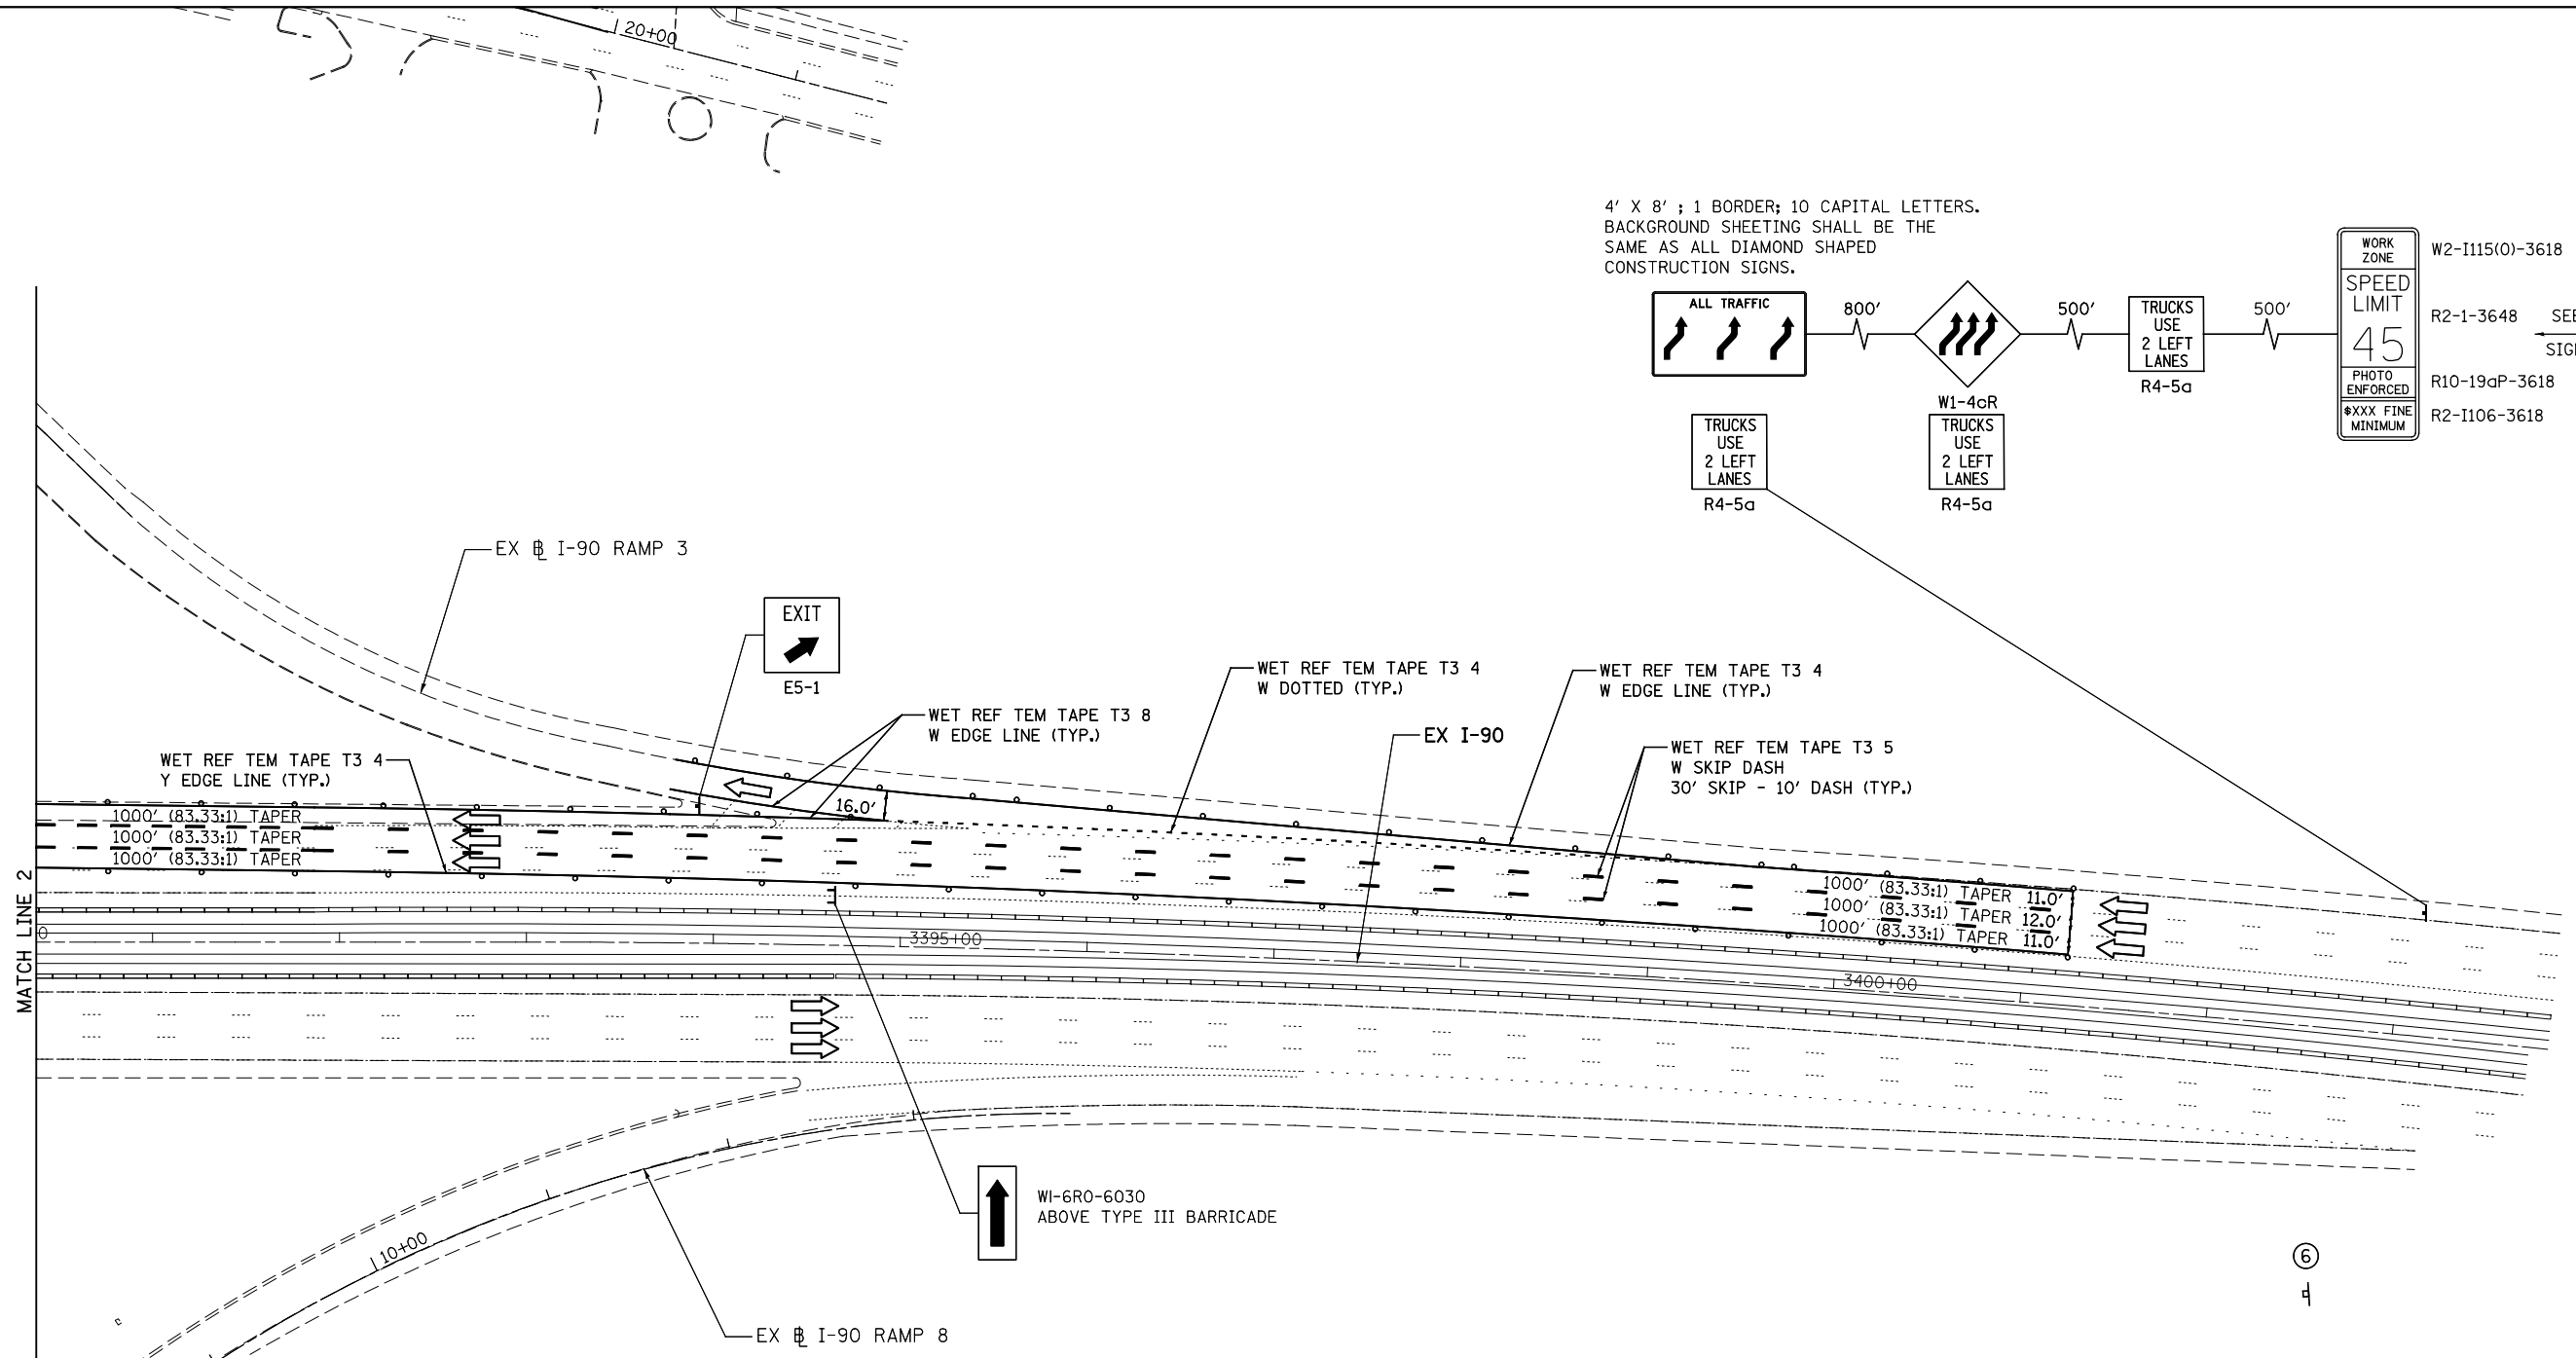 20+00
4' X 8' ; 1 BORDER; 10 CAPITAL LETTERS.
BACKGROUND SHEETING SHALL BE THE
SAME AS ALL DIAMOND SHAPED
CONSTRUCTION SIGNS.
ALL TRAFFIC
800'
500'
TRUCKS
USE
2 LEFT
LANES
R4-5a
500'
WORK
ZONE
SPEED
LIMIT
45
PHOTO
ENFORCED
$XXX FINE
MINIMUM
W2-I115(O)-3618
R2-1-3648
R10-19aP-3618
R2-I106-3618
W1-4cR
TRUCKS
USE
2 LEFT
LANES
R4-5a
TRUCKS
USE
2 LEFT
LANES
R4-5a
EX ⅊ I-90 RAMP 3
EXIT
E5-1
WET REF TEM TAPE T3 4
W DOTTED (TYP.)
WET REF TEM TAPE T3 4
W EDGE LINE (TYP.)
WET REF TEM TAPE T3 8
W EDGE LINE (TYP.)
EX I-90
WET REF TEM TAPE T3 5
W SKIP DASH
30' SKIP - 10' DASH (TYP.)
WET REF TEM TAPE T3 4
Y EDGE LINE (TYP.)
16.0'
1000' (83.33:1) TAPER
1000' (83.33:1) TAPER
1000' (83.33:1) TAPER
1000' (83.33:1) TAPER 11.0'
1000' (83.33:1) TAPER 12.0'
1000' (83.33:1) TAPER 11.0'
MATCH LINE 2
0
3395+00
3400+00
WI-6RO-6030
ABOVE TYPE III BARRICADE
10+00
EX ⅊ I-90 RAMP 8
6